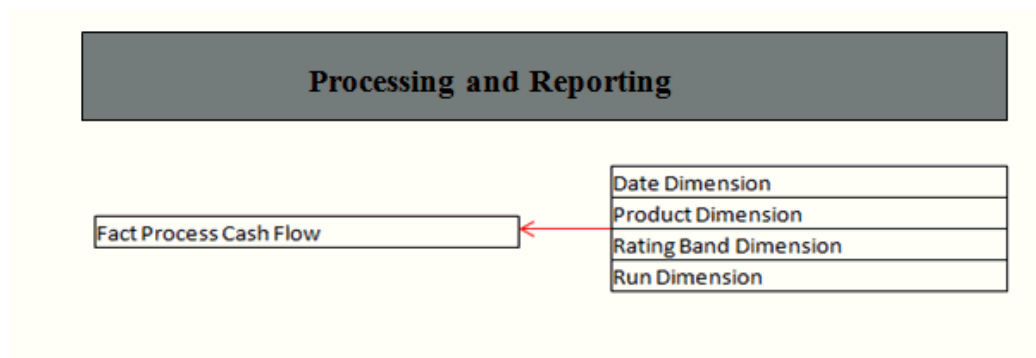 Processing and Reporting
Date Dimension
Product Dimension
Fact Process Cash Flow
Rating Band Dimension
Run Dimension